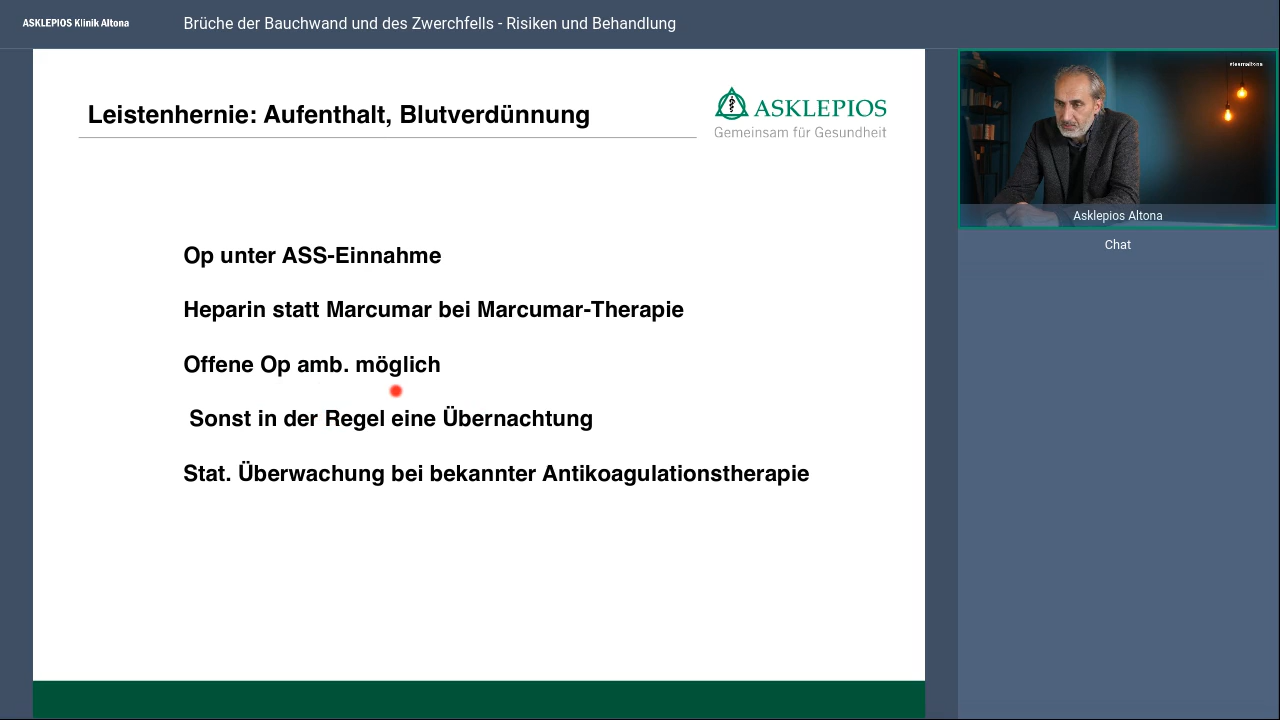 ASKLEPIOS Klinik Altona
Brüche der Bauchwand und des Zwerchfells - Risiken und Behandlung
Leistenhernie: Aufenthalt, Blutverdünnung
ASKLEPIOS
Gemeinsam für Gesundheit
Op unter ASS-Einnahme
Heparin statt Marcumar bei Marcumar-Therapie
Offene Op amb. möglich
Sonst in der Regel eine Übernachtung
Stat. Überwachung bei bekannter Antikoagulationstherapie
#teamaltona
Asklepios Altona
Chat